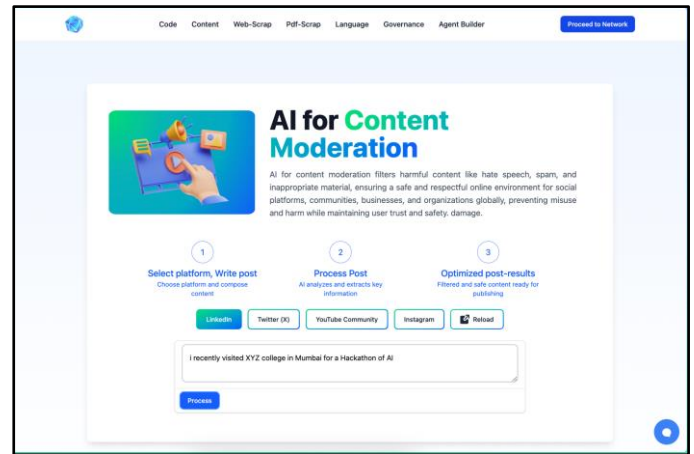 Code Content Web-Scrap Pdf-Scrap Language Governance Agent Builder Proceed to Network
AI for Content
Moderation
AI for content moderation filters harmful content like hate speech, spam, and
inappropriate material, ensuring a safe and respectful online environment for social
platforms, communities, businesses, and organizations globally, preventing misuse
and harm while maintaining user trust and safety. damage.
1 2 3
Select platform, Write post Process Post Optimized post-results
Choose platform and compose AI analyzes and extracts key Filtered and safe content ready for
content information publishing
LinkedIn Twitter (X) YouTube Community Instagram Reload
i recently visited XYZ college in Mumbai for a Hackathon of AI
Process